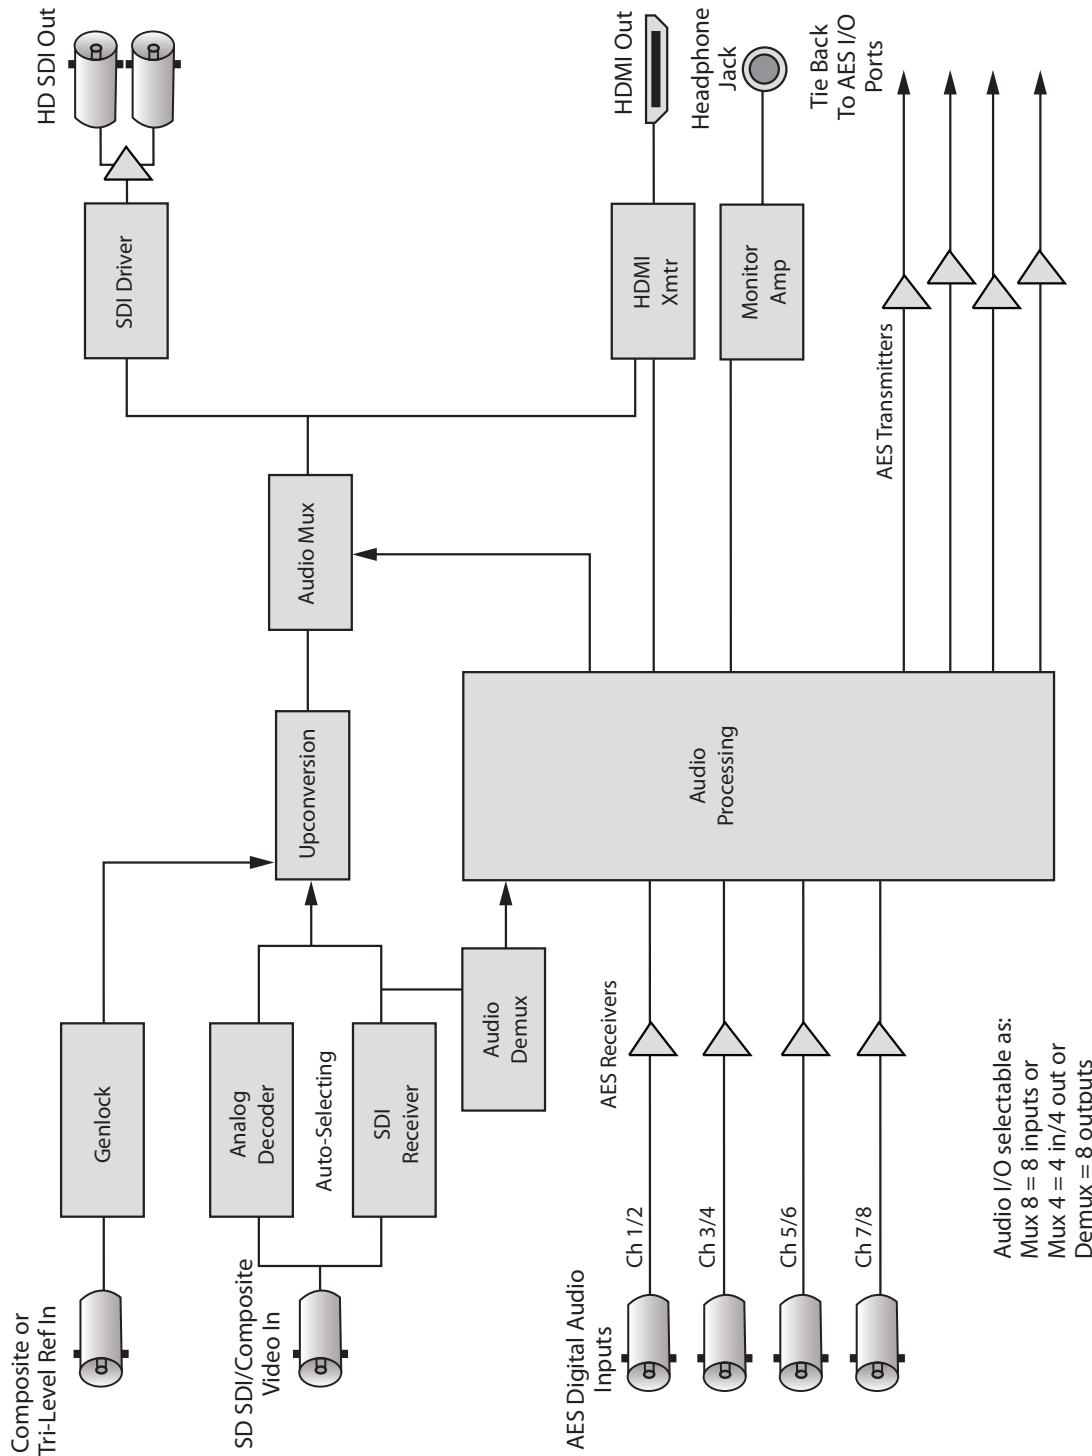 Composite or
Tri-Level Ref In
Genlock
SD SDI/Composite
Video In
Analog
Decoder
Auto-Selecting
SDI
Receiver
Audio
Demux
Upconversion
Audio Mux
SDI Driver
HD SDI Out
HDMI
Xmtr
HDMI Out
Monitor
Amp
Headphone
Jack
Tie Back
To AES I/O
Ports
AES Digital Audio
Inputs
Ch 1/2
Ch 3/4
Ch 5/6
Ch 7/8
AES Receivers
Audio
Processing
AES Transmitters
Audio I/O selectable as:
Mux 8 = 8 inputs or
Mux 4 = 4 in/4 out or
Demux = 8 outputs